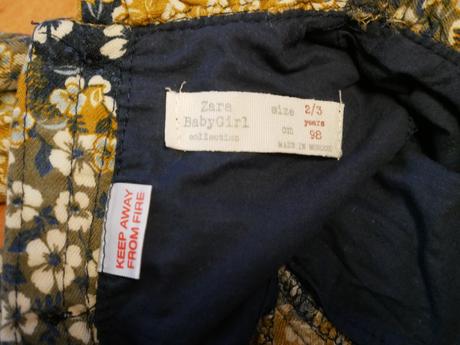 Zara
BabyGirl
collection
size 2/3
years
cm 98
MADE IN MOROCCO
KEEP AWAY
FROM FIRE